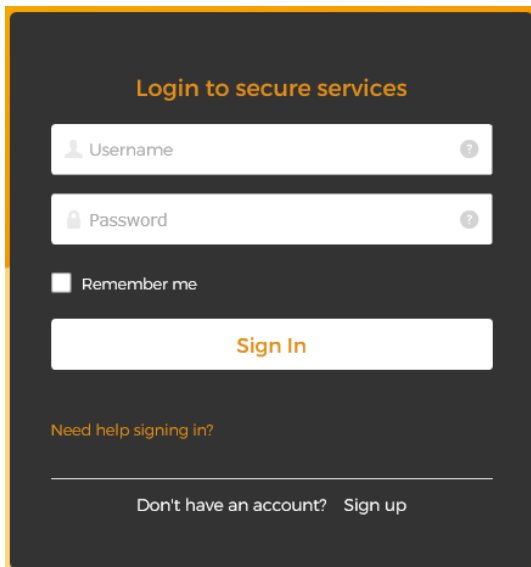 Login to secure services
Username ?
Password ?
Remember me
Sign In
Need help signing in?
Don't have an account? Sign up